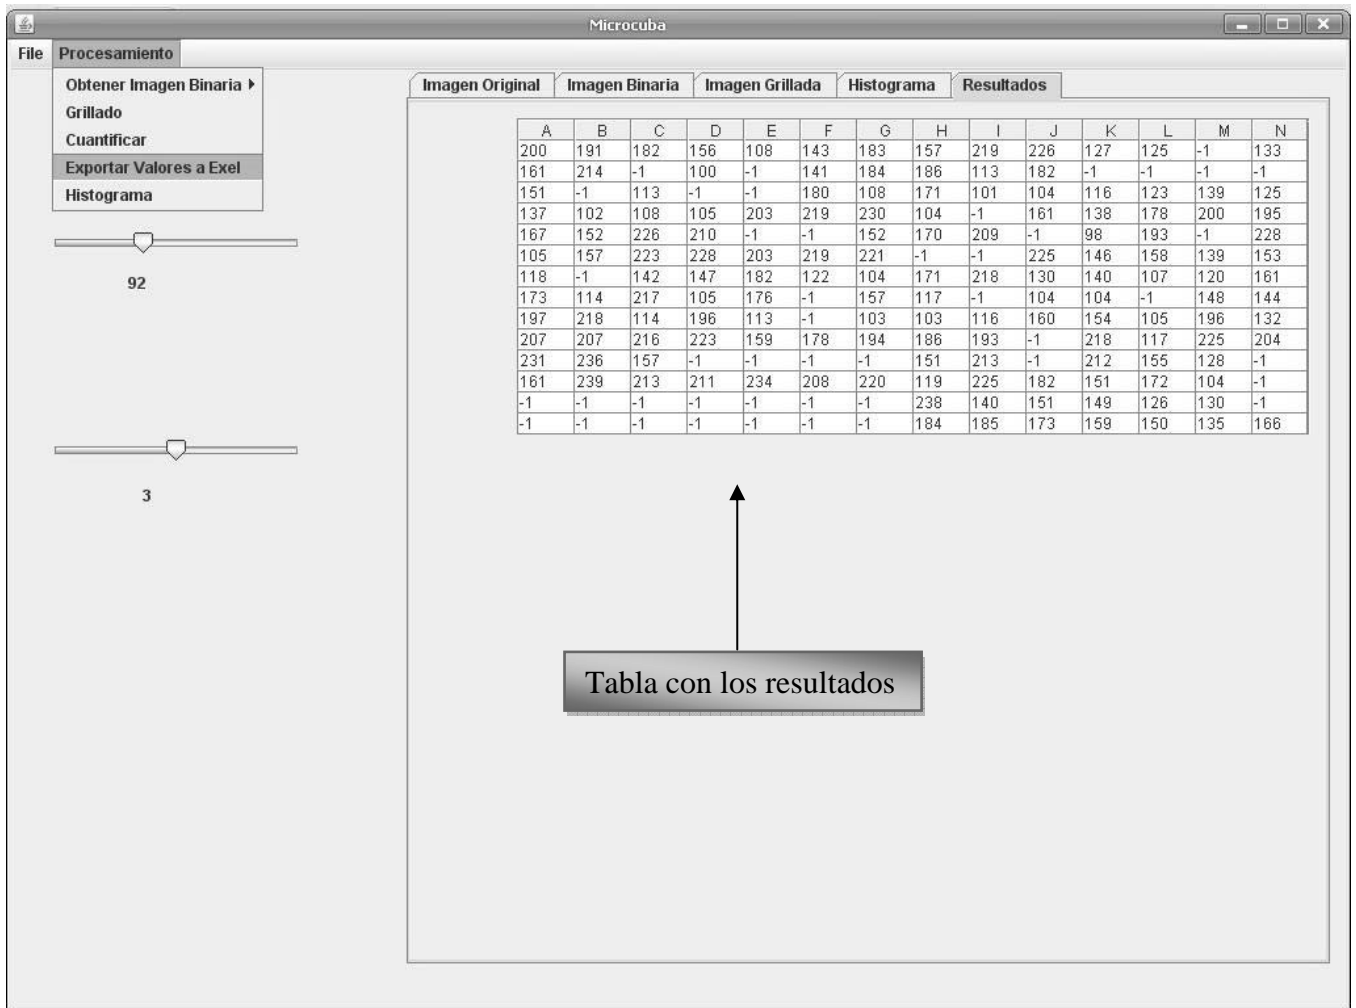 Microcuba
File Procesamiento
Obtener Imagen Binaria
Grillado
Cuantificar
Exportar Valores a Exel
Histograma
92
3
Imagen Original Imagen Binaria Imagen Grillada Histograma Resultados
A B C D E F G H I J K L M N
200 191 182 156 108 143 183 157 219 226 127 125 -1 133
161 214 -1 100 -1 141 184 186 113 182 -1 -1 -1 -1
151 -1 113 -1 -1 180 108 171 101 104 116 123 139 125
137 102 108 105 203 219 230 104 -1 161 138 178 200 195
167 152 226 210 -1 -1 152 170 209 -1 98 193 -1 228
105 157 223 228 203 219 221 -1 -1 225 146 158 139 153
118 -1 142 147 182 122 104 171 218 130 140 107 120 161
173 114 217 105 176 -1 157 117 -1 104 104 -1 148 144
197 218 114 196 113 -1 103 103 116 160 154 105 196 132
207 207 216 223 159 178 194 186 193 -1 218 117 225 204
231 236 157 -1 -1 -1 -1 151 213 -1 212 155 128 -1
161 239 213 211 234 208 220 119 225 182 151 172 104 -1
-1 -1 -1 -1 -1 -1 -1 238 140 151 149 126 130 -1
-1 -1 -1 -1 -1 -1 -1 184 185 173 159 150 135 166
Tabla con los resultados